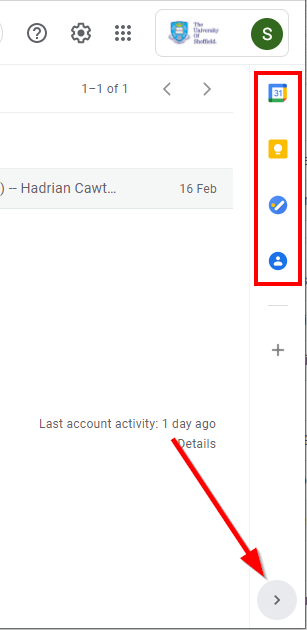 The
University
Of
Sheffield.
S
1–1 of 1
31
) -- Hadrian Cawt...
16 Feb
Last account activity: 1 day ago
Details